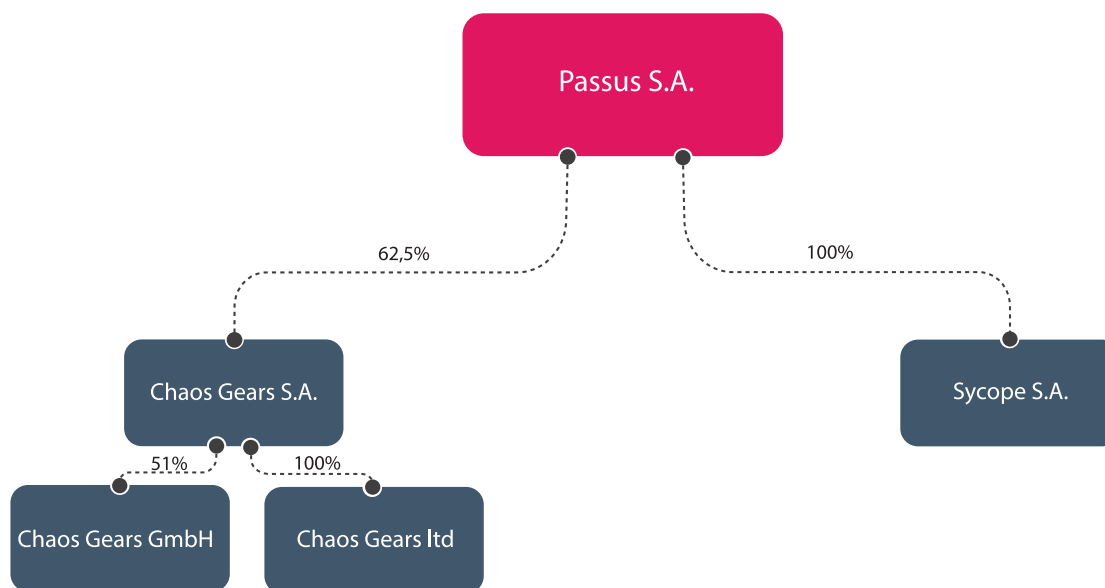 Passus S.A.
62,5%
100%
Chaos Gears S.A.
Sycope S.A.
51%
100%
Chaos Gears GmbH
Chaos Gears ltd